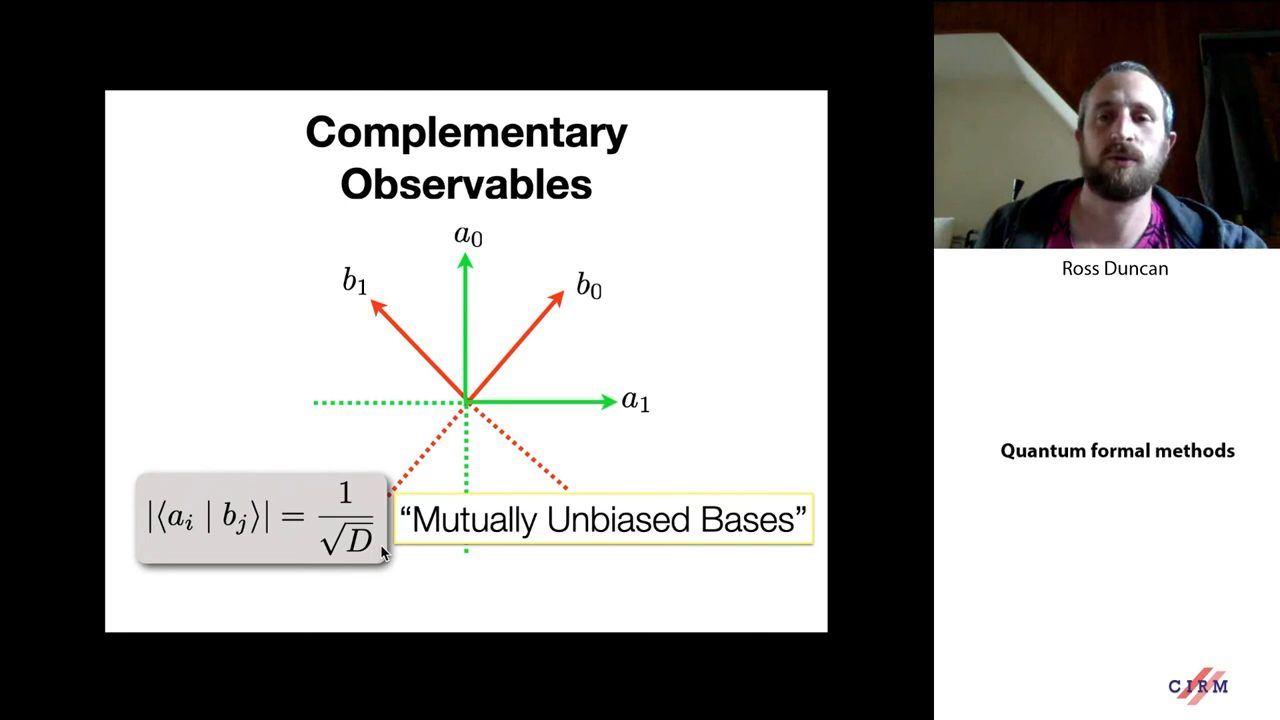 Complementary
Observables
a₀
b₁
b₀
a₁
|⟨aᵢ | bⱼ⟩| = 1/√D
“Mutually Unbiased Bases”
Ross Duncan
Quantum formal methods
CIRM